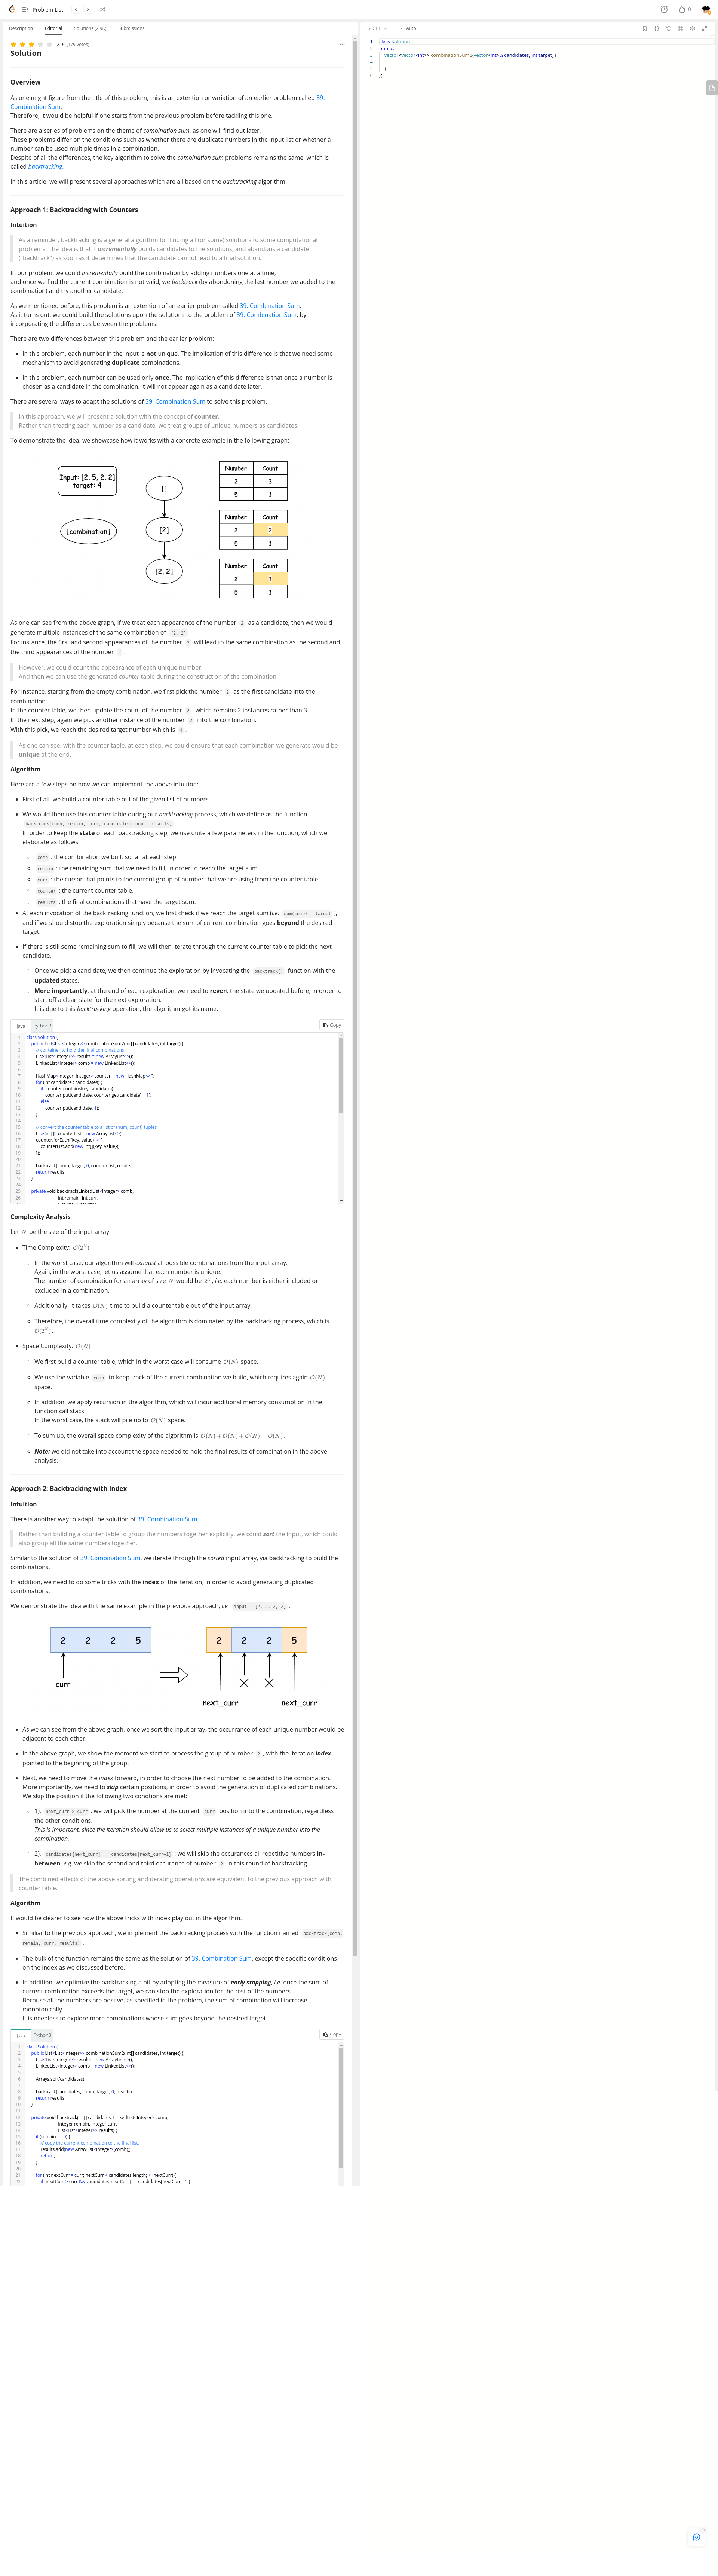 Problem List
0
Description
Editorial
Solutions (2.9K)
Submissions
2.96 (179 votes)
Solution
Overview
As one might figure from the title of this problem, this is an extention or variation of an earlier problem called 39.
Combination Sum.
Therefore, it would be helpful if one starts from the previous problem before tackling this one.
There are a series of problems on the theme of combination sum, as one will find out later.
These problems differ on the conditions such as whether there are duplicate numbers in the input list or whether a
number can be used multiple times in a combination.
Despite of all the differences, the key algorithm to solve the combination sum problems remains the same, which is
called backtracking.
In this article, we will present several approaches which are all based on the backtracking algorithm.
Approach 1: Backtracking with Counters
Intuition
As a reminder, backtracking is a general algorithm for finding all (or some) solutions to some computational
problems. The idea is that it incrementally builds candidates to the solutions, and abandons a candidate
("backtrack") as soon as it determines that the candidate cannot lead to a final solution.
In our problem, we could incrementally build the combination by adding numbers one at a time,
and once we find the current combination is not valid, we backtrack (by abondoning the last number we added to the
combination) and try another candidate.
As we mentioned before, this problem is an extention of an earlier problem called 39. Combination Sum.
As it turns out, we could build the solutions upon the solutions to the problem of 39. Combination Sum, by
incorporating the differences between the problems.
There are two differences between this problem and the earlier problem:
• In this problem, each number in the input is not unique. The implication of this difference is that we need some
mechanism to avoid generating duplicate combinations.
• In this problem, each number can be used only once. The implication of this difference is that once a number is
chosen as a candidate in the combination, it will not appear again as a candidate later.
There are several ways to adapt the solutions of 39. Combination Sum to solve this problem.
In this approach, we will present a solution with the concept of counter.
Rather than treating each number as a candidate, we treat groups of unique numbers as candidates.
To demonstrate the idea, we showcase how it works with a concrete example in the following graph:
Input: [2, 5, 2, 2]
target: 4
[combination]
[]
[2]
[2, 2]
Number Count
2 3
5 1
Number Count
2 2
5 1
Number Count
2 1
5 1
As one can see from the above graph, if we treat each appearance of the number 2 as a candidate, then we would
generate multiple instances of the same combination of [2, 2] .
For instance, the first and second appearances of the number 2 will lead to the same combination as the second and
the third appearances of the number 2 .
However, we could count the appearance of each unique number.
And then we can use the generated counter table during the construction of the combination.
For instance, starting from the empty combination, we first pick the number 2 as the first candidate into the
combination.
In the counter table, we then update the count of the number 2 , which remains 2 instances rather than 3.
In the next step, again we pick another instance of the number 2 into the combination.
With this pick, we reach the desired target number which is 4 .
As one can see, with the counter table, at each step, we could ensure that each combination we generate would be
unique at the end.
Algorithm
Here are a few steps on how we can implement the above intuition:
• First of all, we build a counter table out of the given list of numbers.
• We would then use this counter table during our backtracking process, which we define as the function
backtrack(comb, remain, curr, candidate_groups, results) .
In order to keep the state of each backtracking step, we use quite a few parameters in the function, which we
elaborate as follows:
comb : the combination we built so far at each step.
remain : the remaining sum that we need to fill, in order to reach the target sum.
curr : the cursor that points to the current group of number that we are using from the counter table.
counter : the current counter table.
results : the final combinations that have the target sum.
• At each invocation of the backtracking function, we first check if we reach the target sum (i.e. sum(comb) = target ),
and if we should stop the exploration simply because the sum of current combination goes beyond the desired
target.
• If there is still some remaining sum to fill, we will then iterate through the current counter table to pick the next
candidate.
Once we pick a candidate, we then continue the exploration by invocating the backtrack() function with the
updated states.
More importantly, at the end of each exploration, we need to revert the state we updated before, in order to
start off a clean slate for the next exploration.
It is due to this backtracking operation, the algorithm got its name.
Java Python3 Copy
1 class Solution {
2 public List<List<Integer>> combinationSum2(int[] candidates, int target) {
3 // container to hold the final combinations
4 List<List<Integer>> results = new ArrayList<>();
5 LinkedList<Integer> comb = new LinkedList<>();
6
7 HashMap<Integer, Integer> counter = new HashMap<>();
8 for (int candidate : candidates) {
9 if (counter.containsKey(candidate))
10 counter.put(candidate, counter.get(candidate) + 1);
11 else
12 counter.put(candidate, 1);
13 }
14
15 // convert the counter table to a list of (num, count) tuples
16 List<int[]> counterList = new ArrayList<>();
17 counter.forEach((key, value) -> {
18 counterList.add(new int[]{key, value});
19 });
20
21 backtrack(comb, target, 0, counterList, results);
22 return results;
23 }
24
25 private void backtrack(LinkedList<Integer> comb,
26 int remain, int curr,
Complexity Analysis
Let N be the size of the input array.
• Time Complexity: O(2^N)
In the worst case, our algorithm will exhaust all possible combinations from the input array.
Again, in the worst case, let us assume that each number is unique.
The number of combination for an array of size N would be 2^N, i.e. each number is either included or
excluded in a combination.
Additionally, it takes O(N) time to build a counter table out of the input array.
Therefore, the overall time complexity of the algorithm is dominated by the backtracking process, which is
O(2^N).
• Space Complexity: O(N)
We first build a counter table, which in the worst case will consume O(N) space.
We use the variable comb to keep track of the current combination we build, which requires again O(N)
space.
In addition, we apply recursion in the algorithm, which will incur additional memory consumption in the
function call stack.
In the worst case, the stack will pile up to O(N) space.
To sum up, the overall space complexity of the algorithm is O(N) + O(N) + O(N) = O(N).
Note: we did not take into account the space needed to hold the final results of combination in the above
analysis.
Approach 2: Backtracking with Index
Intuition
There is another way to adapt the solution of 39. Combination Sum.
Rather than building a counter table to group the numbers together explicitly, we could sort the input, which could
also group all the same numbers together.
Similar to the solution of 39. Combination Sum, we iterate through the sorted input array, via backtracking to build the
combinations.
In addition, we need to do some tricks with the index of the iteration, in order to avoid generating duplicated
combinations.
We demonstrate the idea with the same example in the previous approach, i.e. input = [2, 5, 2, 2] .
2 2 2 5
curr
2 2 2 5
next_curr next_curr
• As we can see from the above graph, once we sort the input array, the occurrance of each unique number would be
adjacent to each other.
• In the above graph, we show the moment we start to process the group of number 2 , with the iteration index
pointed to the beginning of the group.
• Next, we need to move the index forward, in order to choose the next number to be added to the combination.
More importantly, we need to skip certain positions, in order to avoid the generation of duplicated combinations.
We skip the position if the following two condtions are met:
1). next_curr > curr : we will pick the number at the current curr position into the combination, regardless
the other conditions.
This is important, since the iteration should allow us to select multiple instances of a unique number into the
combination.
2). candidates[next_curr] == candidates[next_curr-1] : we will skip the occurances all repetitive numbers in-
between, e.g. we skip the second and third occurance of number 2 in this round of backtracking.
The combined effects of the above sorting and iterating operations are equivalent to the previous approach with
counter table.
Algorithm
It would be clearer to see how the above tricks with index play out in the algorithm.
• Similiar to the previous approach, we implement the backtracking process with the function named backtrack(comb,
remain, curr, results) .
• The bulk of the function remains the same as the solution of 39. Combination Sum, except the specific conditions
on the index as we discussed before.
• In addition, we optimize the backtracking a bit by adopting the measure of early stopping, i.e. once the sum of
current combination exceeds the target, we can stop the exploration for the rest of the numbers.
Because all the numbers are positve, as specified in the problem, the sum of combination will increase
monotonically.
It is needless to explore more combinations whose sum goes beyond the desired target.
Java Python3 Copy
1 class Solution {
2 public List<List<Integer>> combinationSum2(int[] candidates, int target) {
3 List<List<Integer>> results = new ArrayList<>();
4 LinkedList<Integer> comb = new LinkedList<>();
5
6 Arrays.sort(candidates);
7
8 backtrack(candidates, comb, target, 0, results);
9 return results;
10 }
11
12 private void backtrack(int[] candidates, LinkedList<Integer> comb,
13 Integer remain, Integer curr,
14 List<List<Integer>> results) {
15 if (remain == 0) {
16 // copy the current combination to the final list.
17 results.add(new ArrayList<Integer>(comb));
18 return;
19 }
20
21 for (int nextCurr = curr; nextCurr < candidates.length; ++nextCurr) {
22 if (nextCurr > curr && candidates[nextCurr] == candidates[nextCurr - 1])
C++
• Auto
1 class Solution {
2 public:
3 vector<vector<int>> combinationSum2(vector<int>& candidates, int target) {
4
5 }
6 };